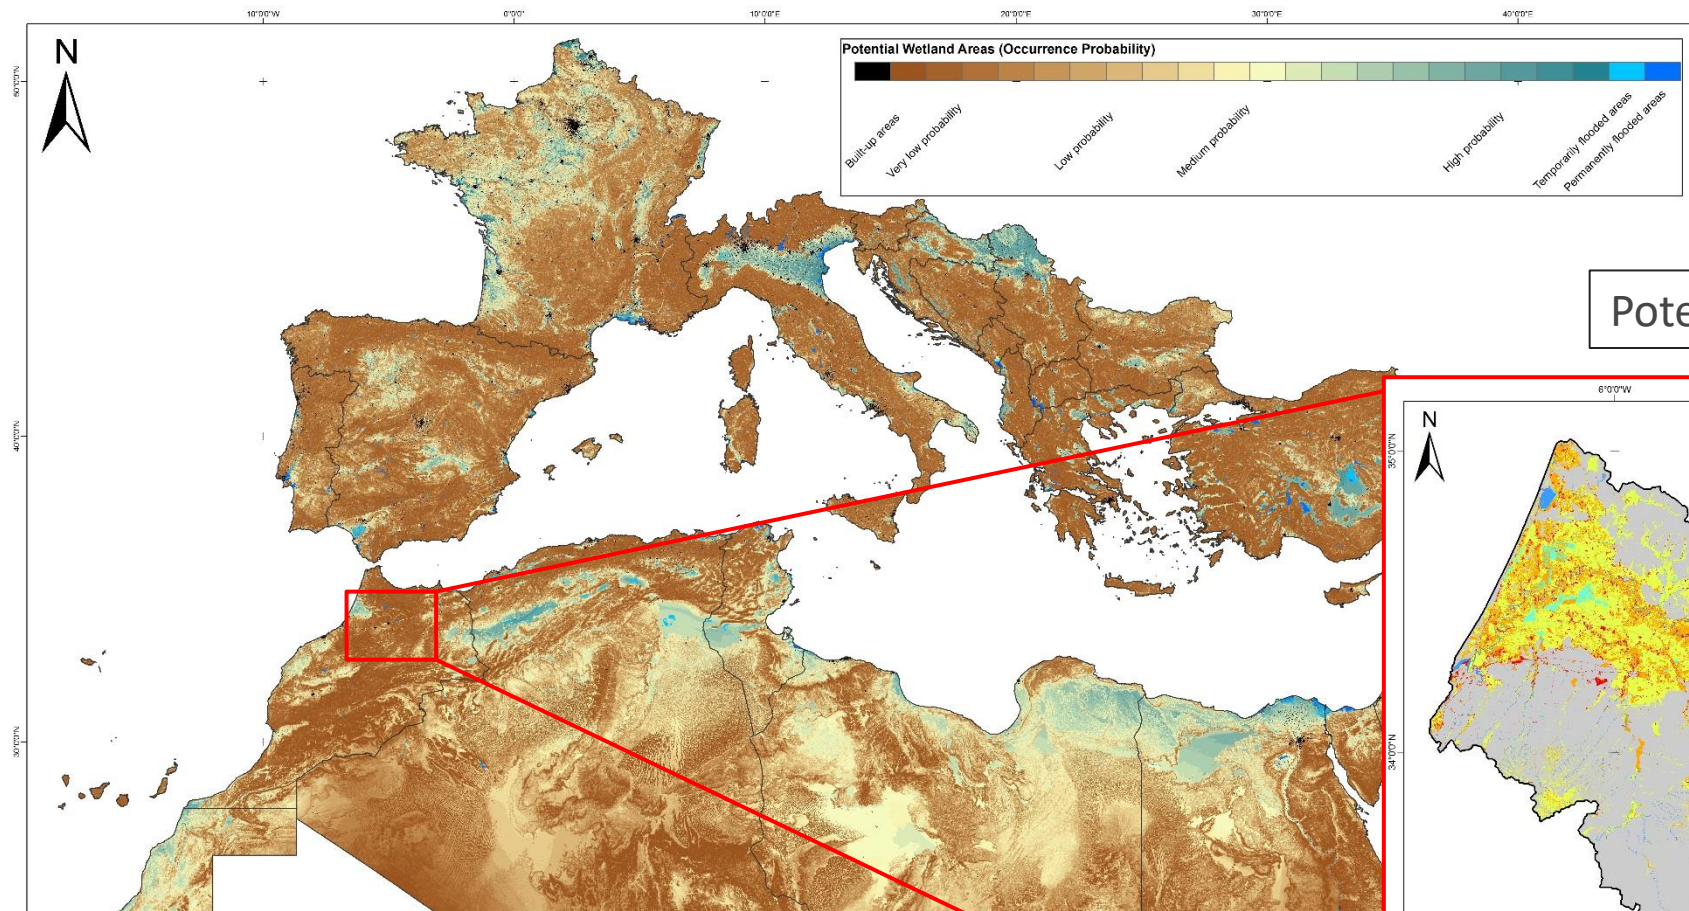 10°0'0"W 0°0'0" 10°0'0"E 20°0'0"E 30°0'0"E 40°0'0"E
N
Potential Wetland Areas (Occurrence Probability)
Built-up areas
Very low probability
Low probability
Medium probability
High probability
Temporarily flooded areas
Permanently flooded areas
50°0'0"N
40°0'0"N
30°0'0"N
Pote
6°0'0"W
N
35°0'0"N
34°0'0"N